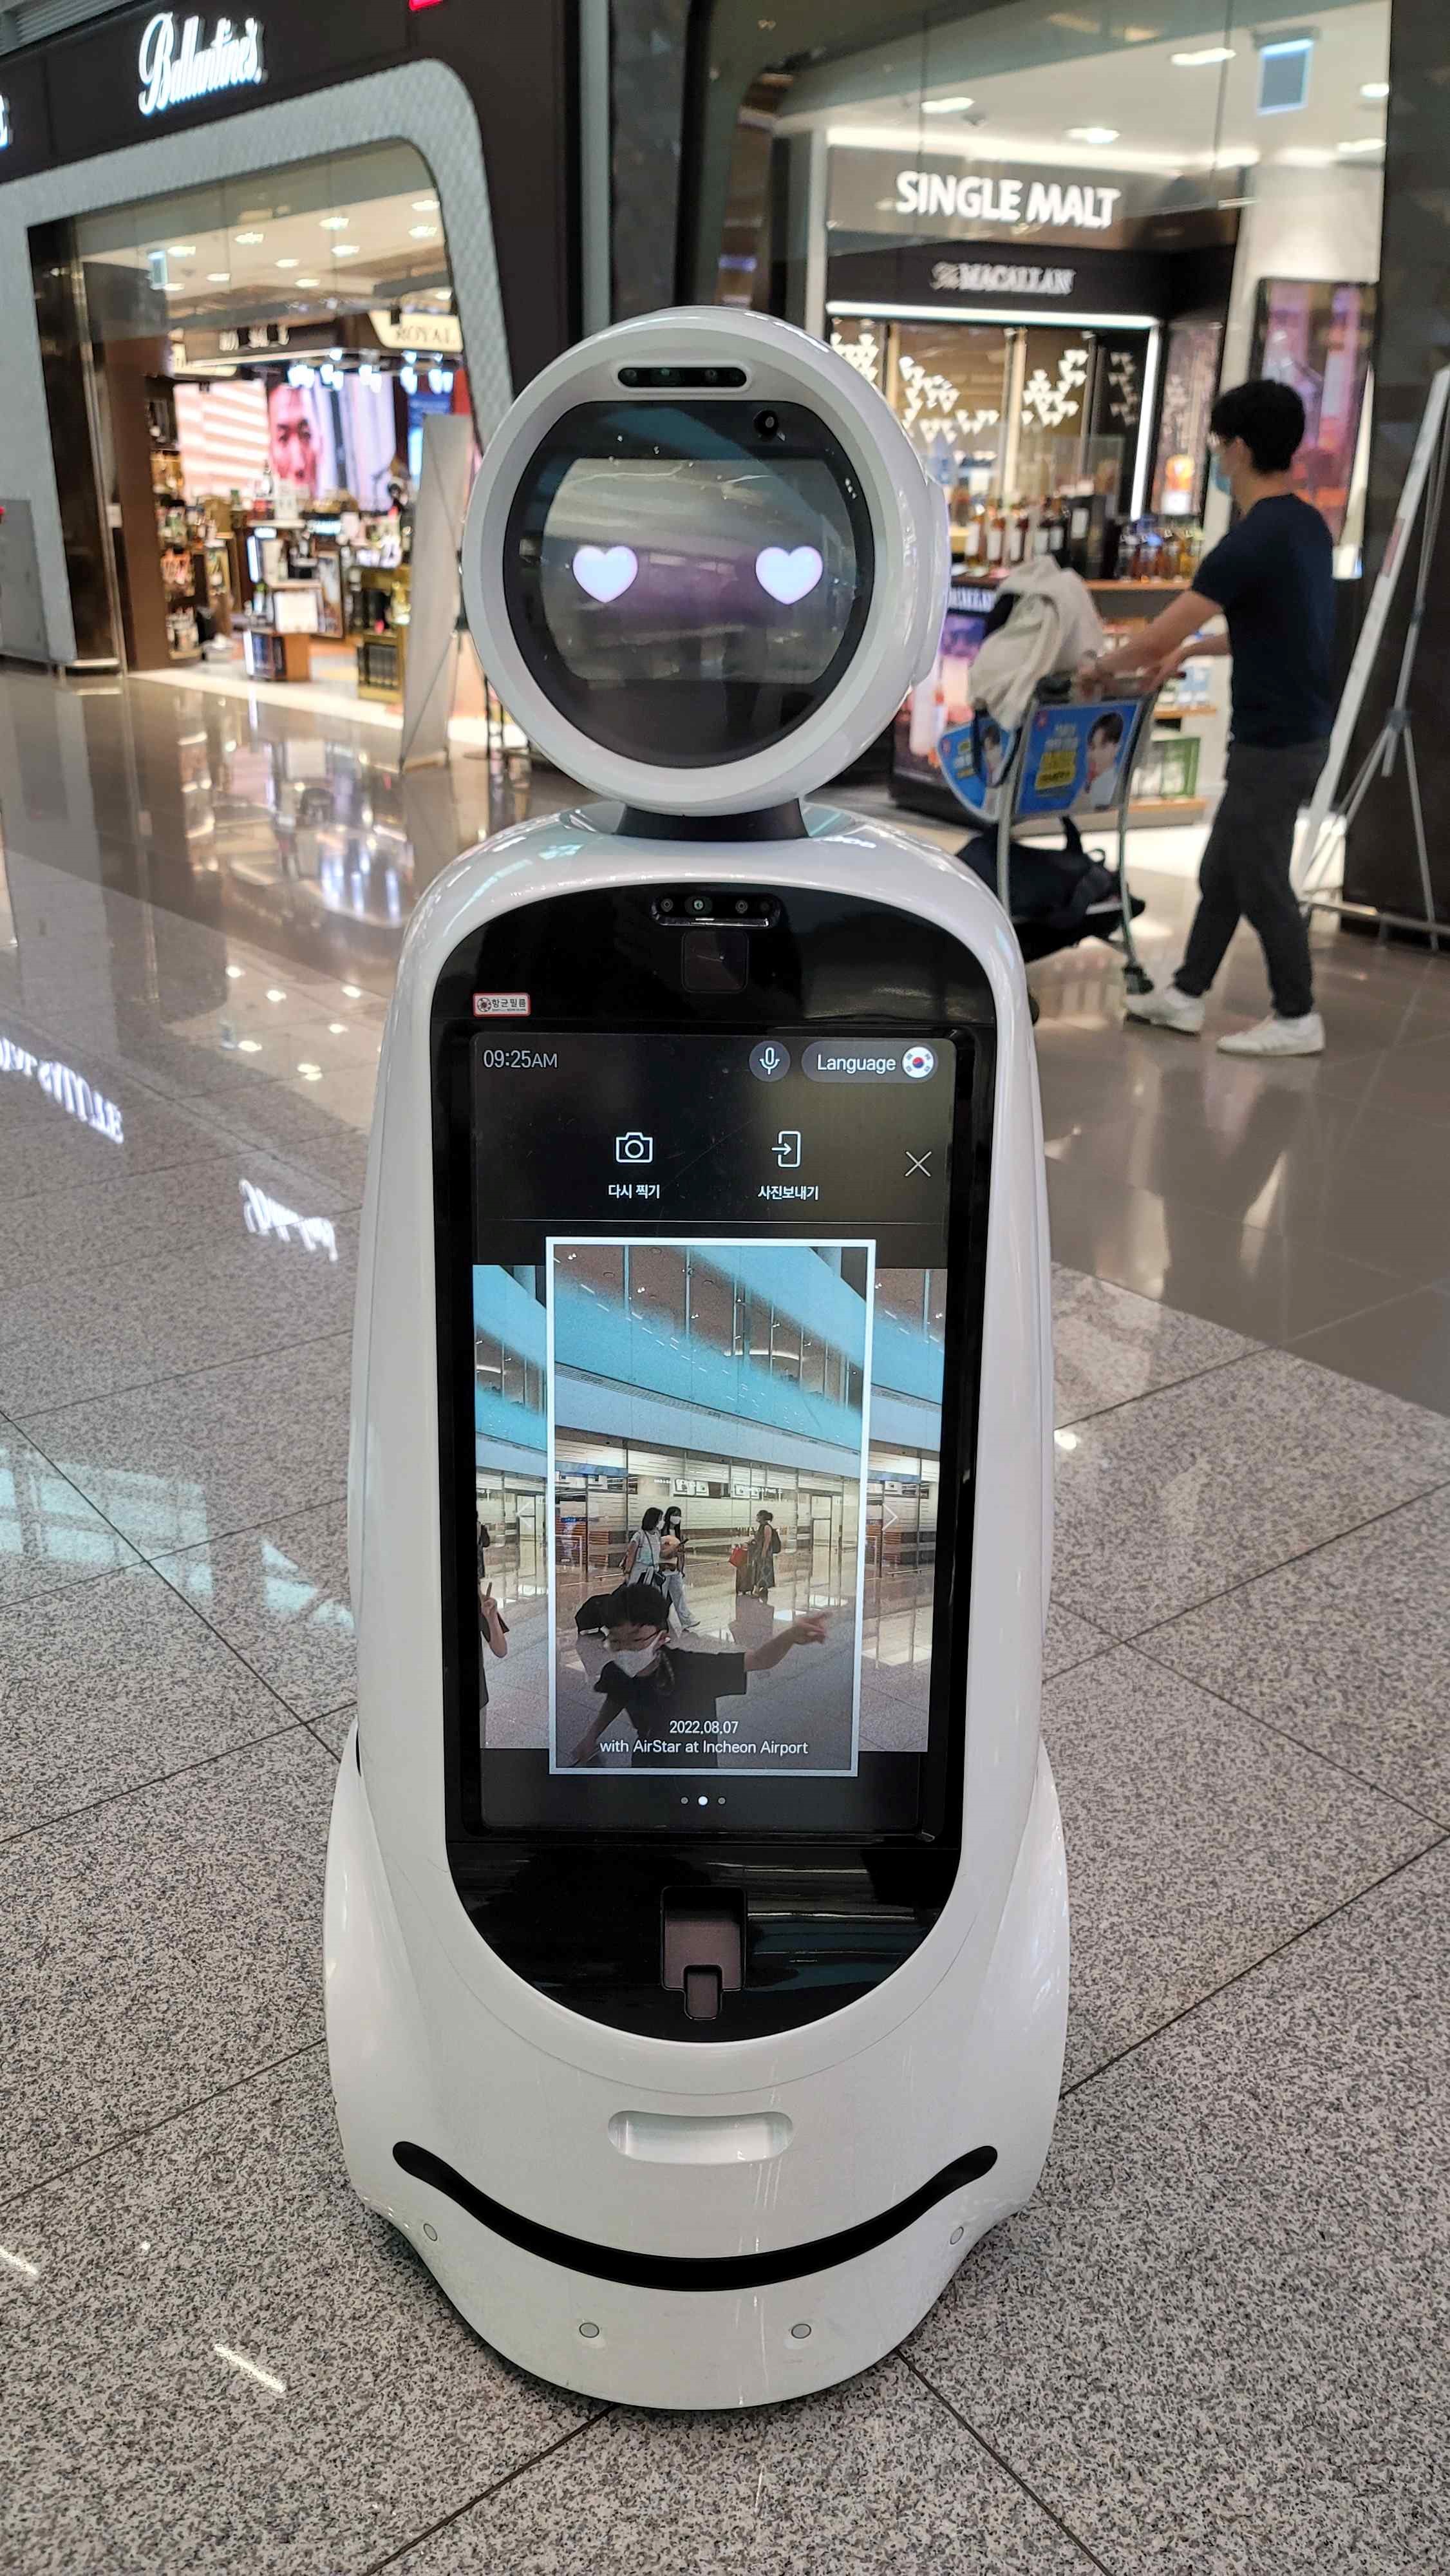 Ballantine's
SINGLE MALT
The MACALLAN
ROYAL
항균필름
09:25AM
Language
다시 찍기
사진보내기
2022.08.07
with AirStar at Incheon Airport